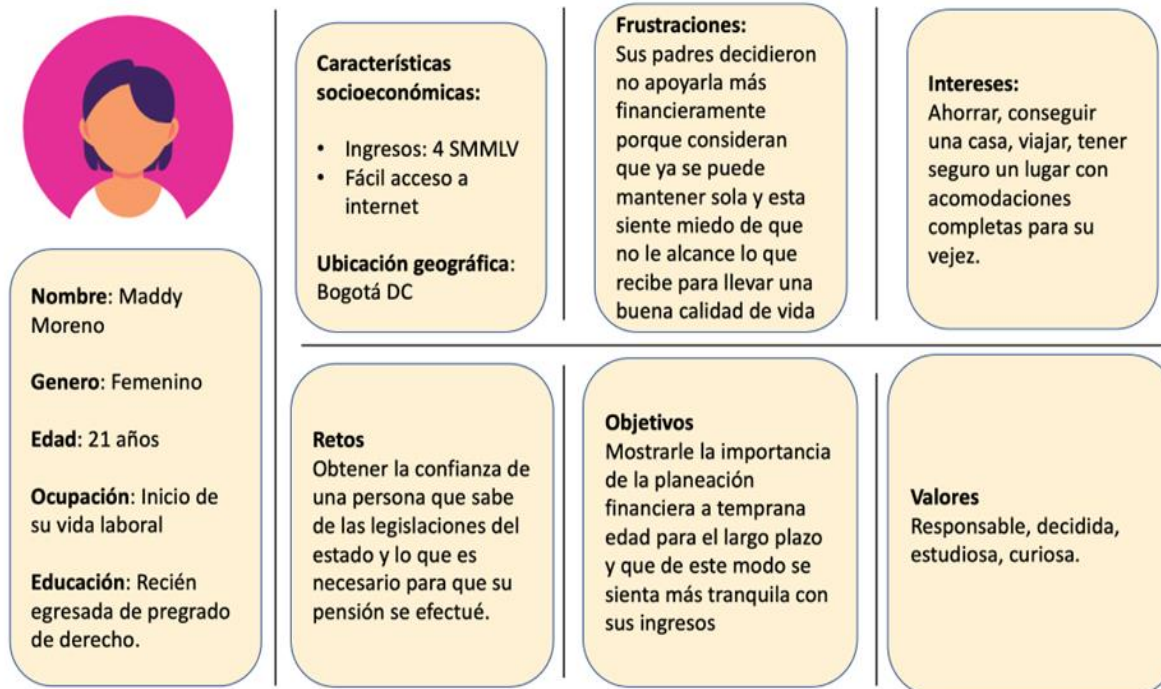 Nombre: Maddy
Moreno
Genero: Femenino
Edad: 21 años
Ocupación: Inicio de
su vida laboral
Educación: Recién
egresada de pregrado
de derecho.
Características
socioeconómicas:
• Ingresos: 4 SMMLV
• Fácil acceso a
internet
Ubicación geográfica:
Bogotá DC
Frustraciones:
Sus padres decidieron
no apoyarla más
financieramente
porque consideran
que ya se puede
mantener sola y esta
siente miedo de que
no le alcance lo que
recibe para llevar una
buena calidad de vida
Intereses:
Ahorrar, conseguir
una casa, viajar, tener
seguro un lugar con
acomodaciones
completas para su
vejez.
Retos
Obtener la confianza de
una persona que sabe
de las legislaciones del
estado y lo que es
necesario para que su
pensión se efectué.
Objetivos
Mostrarle la importancia
de la planeación
financiera a temprana
edad para el largo plazo
y que de este modo se
sienta más tranquila con
sus ingresos
Valores
Responsable, decidida,
estudiosa, curiosa.